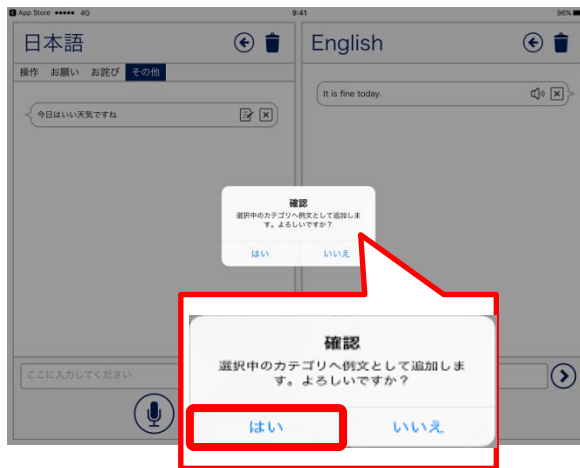 App Store ●●●●● 4G 9:41 96%
日本語
English
操作 お願い お詫び その他
今日はいい天気ですね
It is fine today.
確認
選択中のカテゴリへ例文として追加しま
す。よろしいですか？
はい いいえ
確認
選択中のカテゴリへ例文として追加しま
す。よろしいですか？
はい いいえ
ここに入力してください